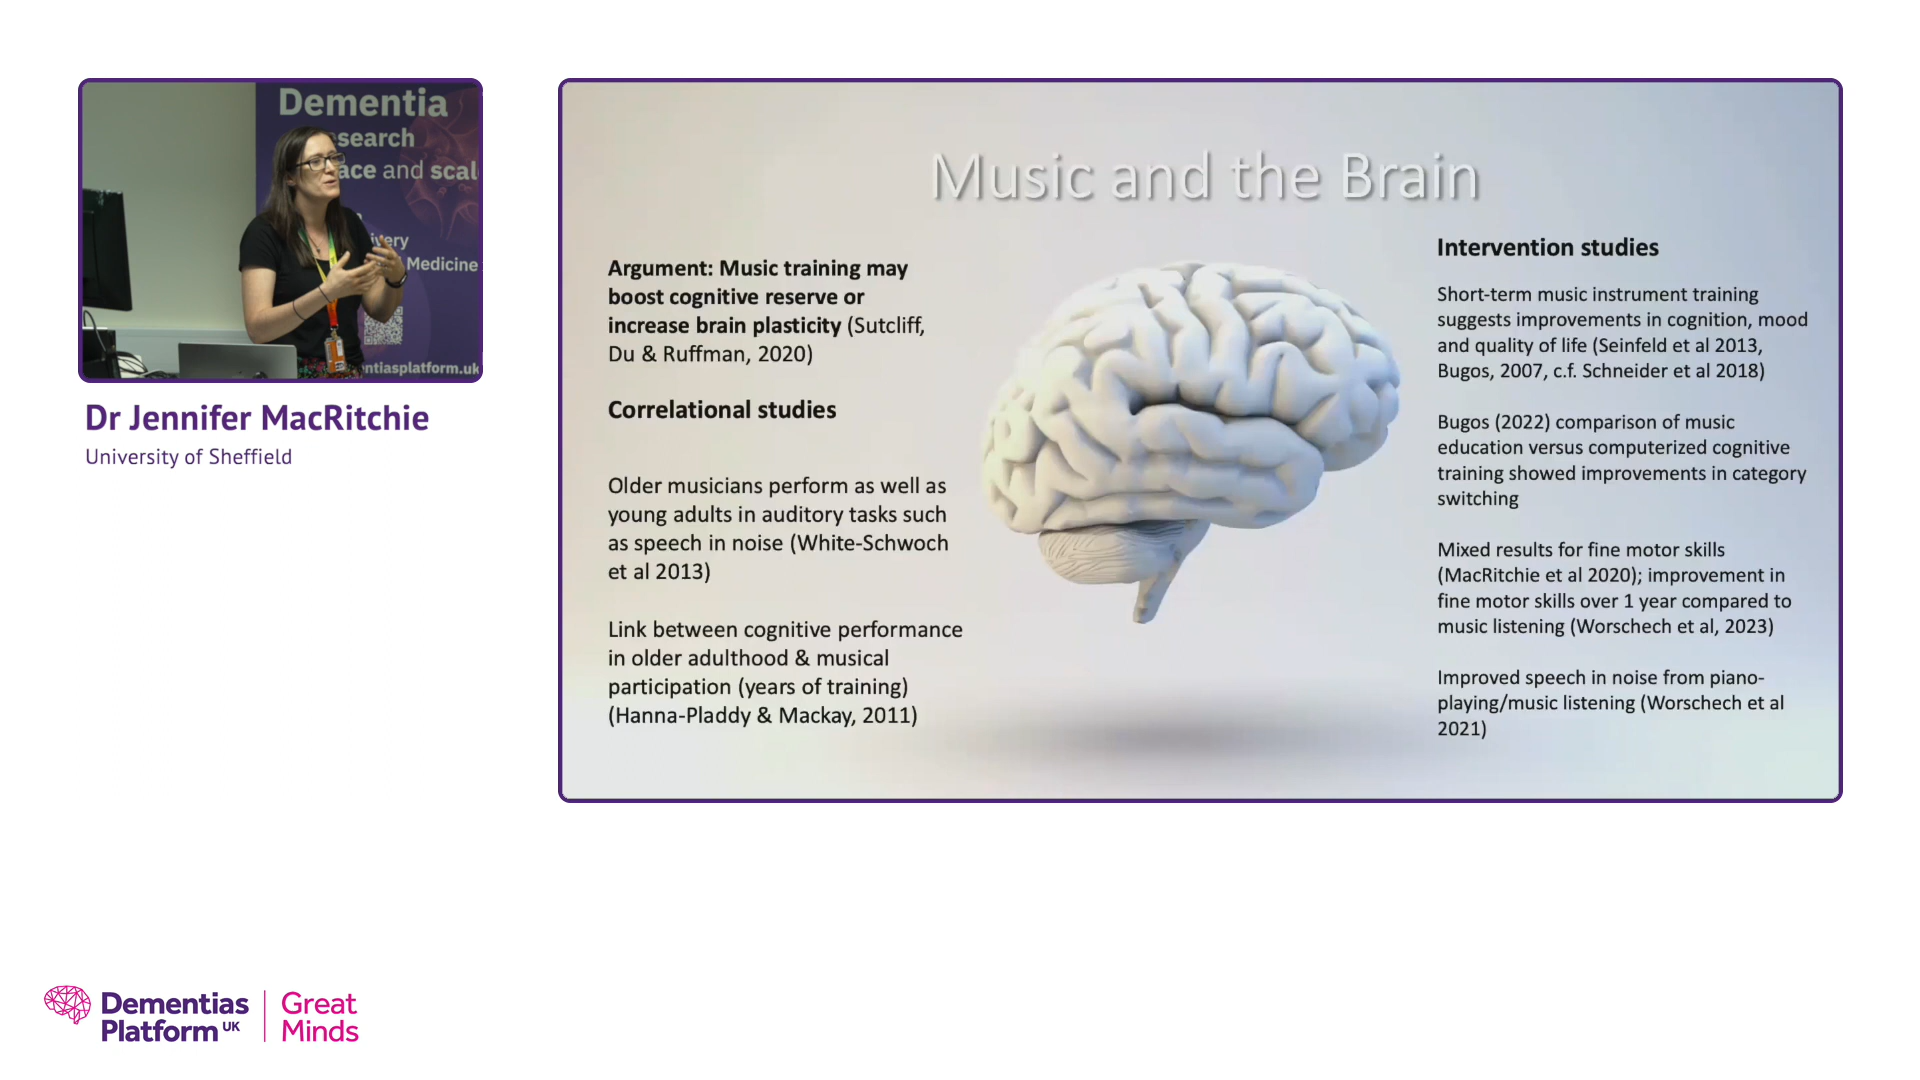 Dementia
search
ace and scal
ivery
Medicine
ntiasplatform.uk
Dr Jennifer MacRitchie
University of Sheffield
Music and the Brain
Argument: Music training may
boost cognitive reserve or
increase brain plasticity (Sutcliff,
Du & Ruffman, 2020)
Correlational studies
Older musicians perform as well as
young adults in auditory tasks such
as speech in noise (White-Schwoch
et al 2013)
Link between cognitive performance
in older adulthood & musical
participation (years of training)
(Hanna-Pladdy & Mackay, 2011)
Intervention studies
Short-term music instrument training
suggests improvements in cognition, mood
and quality of life (Seinfeld et al 2013,
Bugos, 2007, c.f. Schneider et al 2018)
Bugos (2022) comparison of music
education versus computerized cognitive
training showed improvements in category
switching
Mixed results for fine motor skills
(MacRitchie et al 2020); improvement in
fine motor skills over 1 year compared to
music listening (Worschech et al, 2023)
Improved speech in noise from piano-
playing/music listening (Worschech et al
2021)
Dementias
Platform UK
Great
Minds